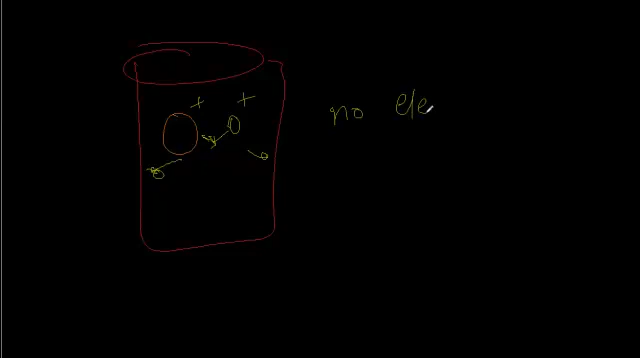 + +
no ele